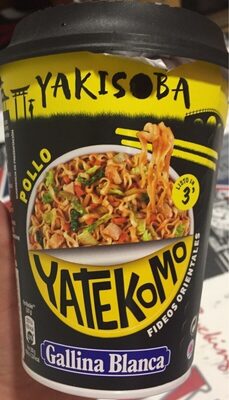 YAKISOBA
POLLO
LISTO EN
3'
YATEKOMO
FIDEOS ORIENTALES
Gallina Blanca